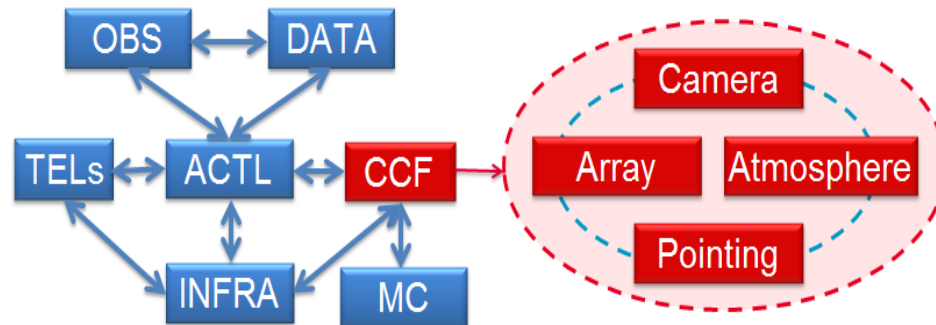 OBS
DATA
Camera
TELs
ACTL
CCF
Array
Atmosphere
INFRA
MC
Pointing